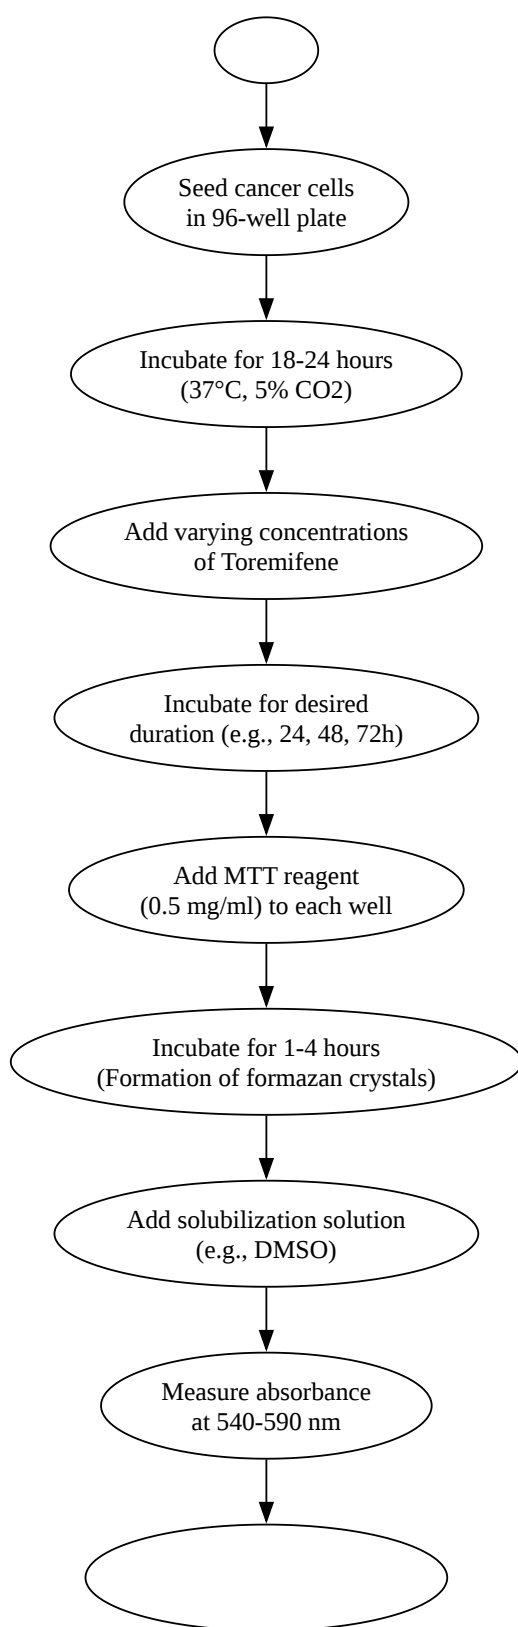 Seed cancer cells
in 96-well plate
Incubate for 18-24 hours
(37°C, 5% CO2)
Add varying concentrations
of Toremifene
Incubate for desired
duration (e.g., 24, 48, 72h)
Add MTT reagent
(0.5 mg/ml) to each well
Incubate for 1-4 hours
(Formation of formazan crystals)
Add solubilization solution
(e.g., DMSO)
Measure absorbance
at 540-590 nm